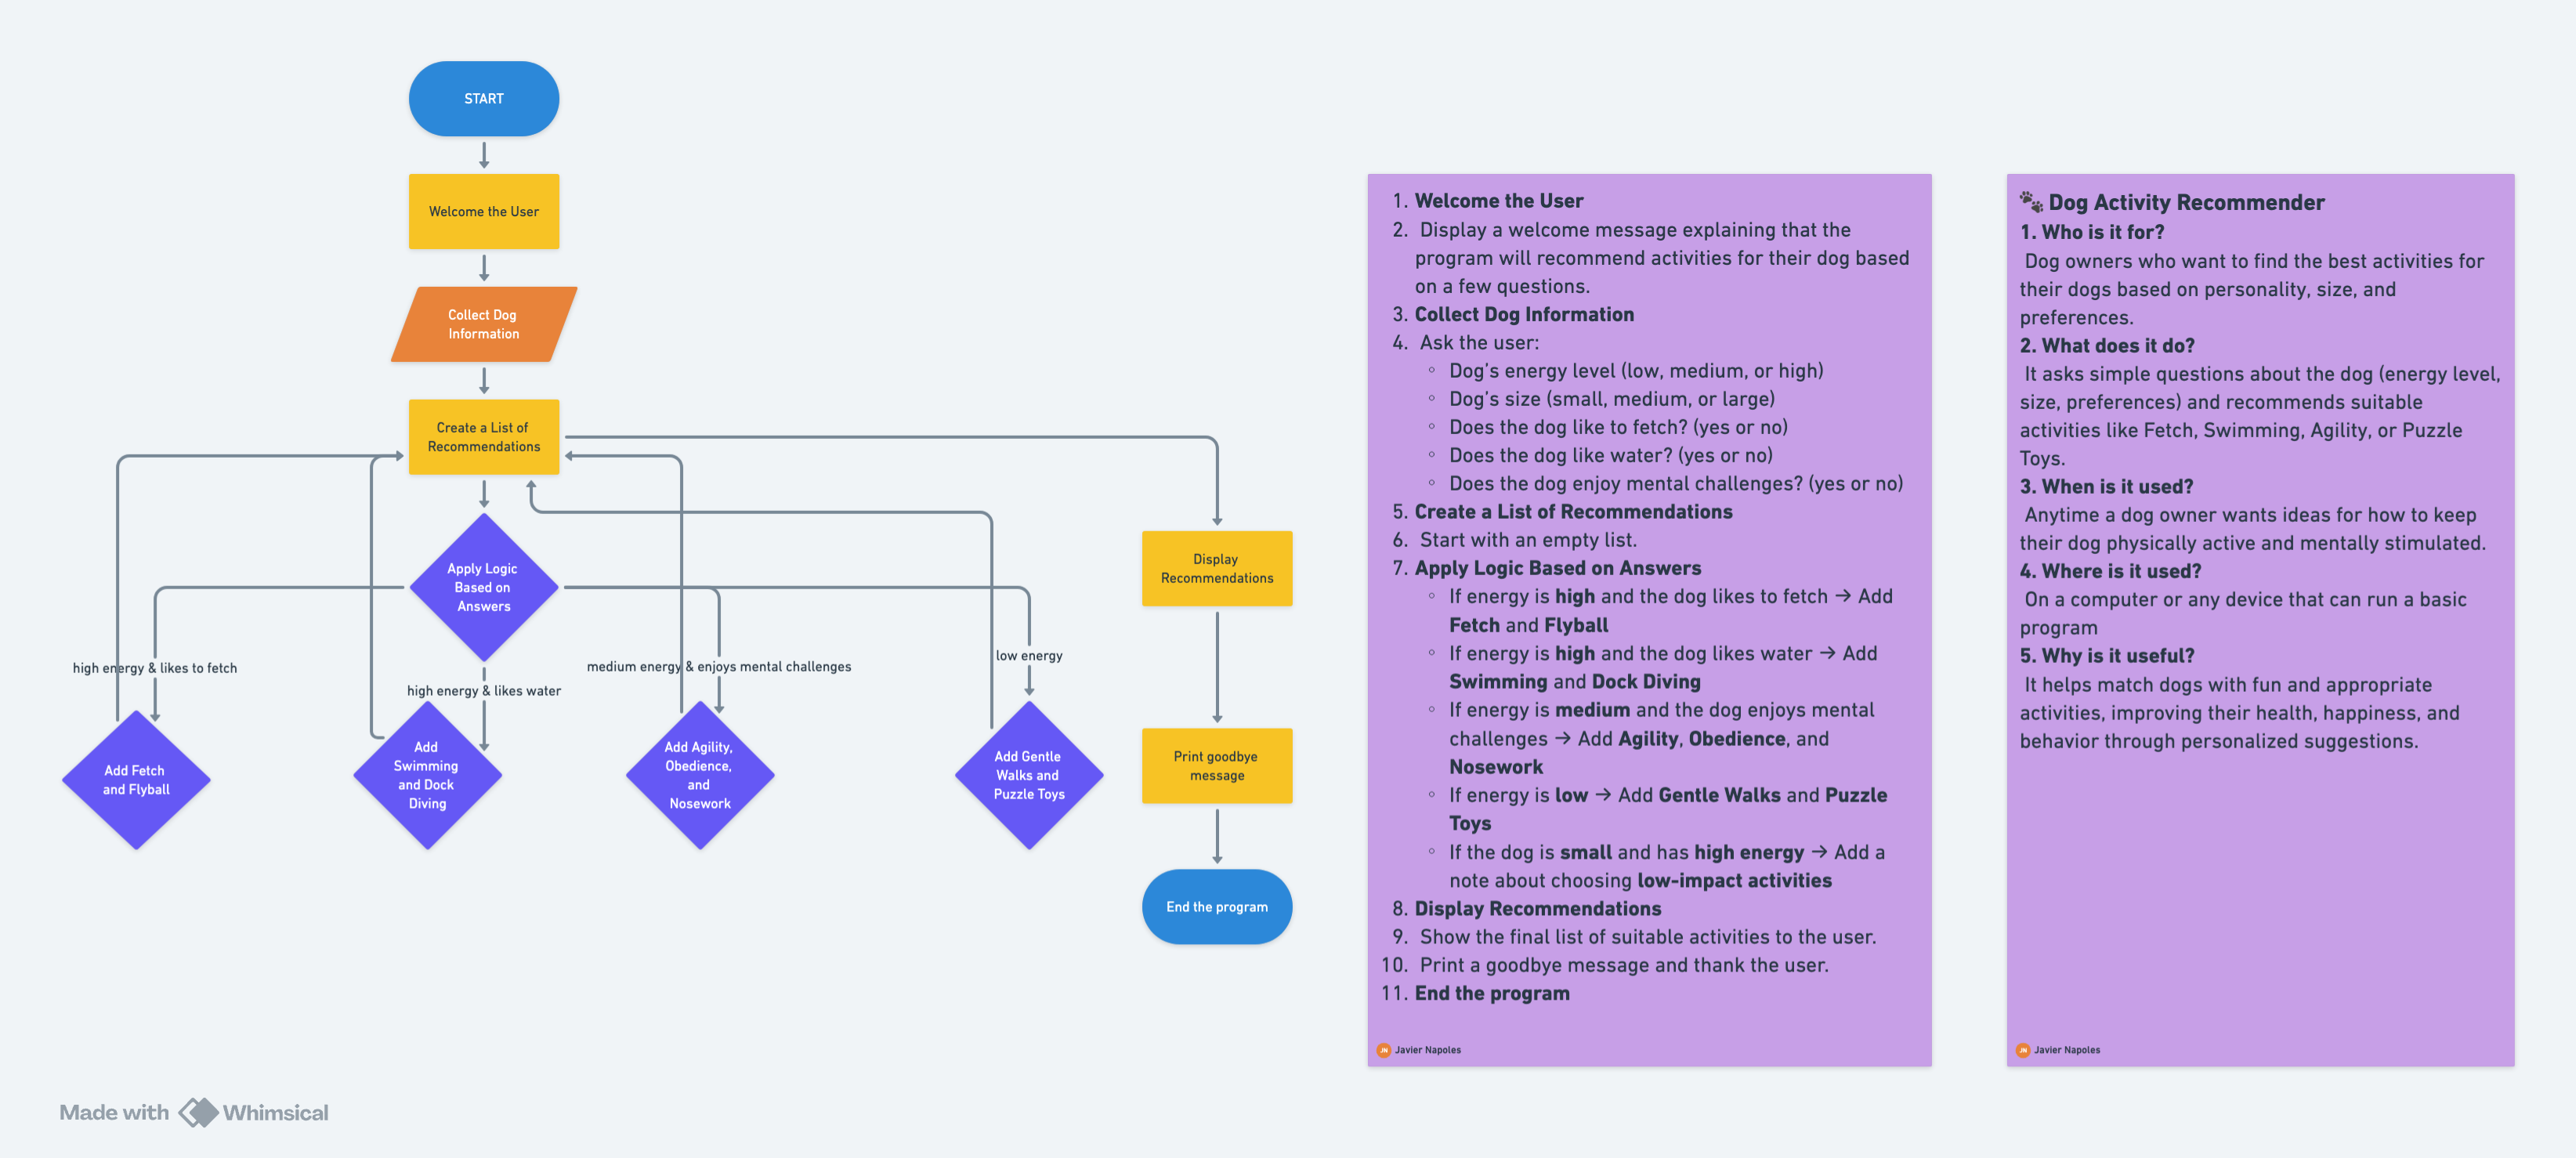 START
Welcome the User
Collect Dog
Information
Create a List of
Recommendations
Apply Logic
Based on
Answers
high energy & likes to fetch
high energy & likes water
medium energy & enjoys mental challenges
low energy
Add Fetch
and Flyball
Add
Swimming
and Dock
Diving
Add Agility,
Obedience,
and
Nosework
Add Gentle
Walks and
Puzzle Toys
Display
Recommendations
Print goodbye
message
End the program
1. Welcome the User
2. Display a welcome message explaining that the
program will recommend activities for their dog based
on a few questions.
3. Collect Dog Information
4. Ask the user:
◦ Dog's energy level (low, medium, or high)
◦ Dog's size (small, medium, or large)
◦ Does the dog like to fetch? (yes or no)
◦ Does the dog like water? (yes or no)
◦ Does the dog enjoy mental challenges? (yes or no)
5. Create a List of Recommendations
6. Start with an empty list.
7. Apply Logic Based on Answers
◦ If energy is high and the dog likes to fetch → Add
Fetch and Flyball
◦ If energy is high and the dog likes water → Add
Swimming and Dock Diving
◦ If energy is medium and the dog enjoys mental
challenges → Add Agility, Obedience, and
Nosework
◦ If energy is low → Add Gentle Walks and Puzzle
Toys
◦ If the dog is small and has high energy → Add a
note about choosing low-impact activities
8. Display Recommendations
9. Show the final list of suitable activities to the user.
10. Print a goodbye message and thank the user.
11. End the program
JN Javier Napoles
🐾 Dog Activity Recommender
1. Who is it for?
Dog owners who want to find the best activities for
their dogs based on personality, size, and
preferences.
2. What does it do?
It asks simple questions about the dog (energy level,
size, preferences) and recommends suitable
activities like Fetch, Swimming, Agility, or Puzzle
Toys.
3. When is it used?
Anytime a dog owner wants ideas for how to keep
their dog physically active and mentally stimulated.
4. Where is it used?
On a computer or any device that can run a basic
program
5. Why is it useful?
It helps match dogs with fun and appropriate
activities, improving their health, happiness, and
behavior through personalized suggestions.
JN Javier Napoles
Made with Whimsical